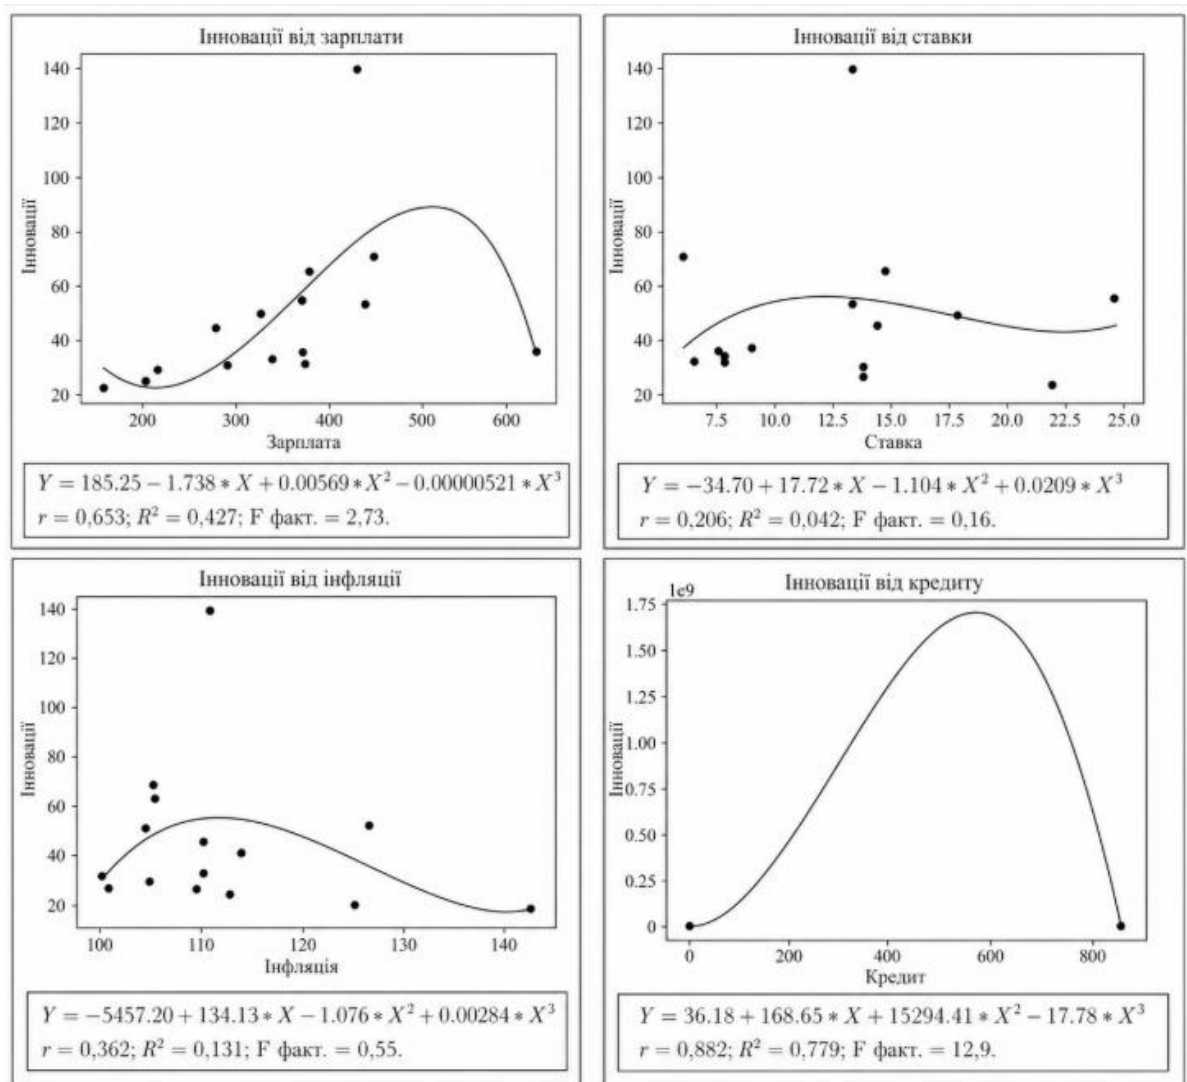 Інновації від зарплати
Інновації
140
120
100
80
60
40
20
200 300 400 500 600
Зарплата
Y = 185.25 − 1.738 * X + 0.00569 * X² − 0.00000521 * X³
r = 0,653; R² = 0,427; F факт. = 2,73.
Інновації від ставки
Інновації
140
120
100
80
60
40
20
7.5 10.0 12.5 15.0 17.5 20.0 22.5 25.0
Ставка
Y = −34.70 + 17.72 * X − 1.104 * X² + 0.0209 * X³
r = 0,206; R² = 0,042; F факт. = 0,16.
Інновації від інфляції
Інновації
140
120
140
100
80
60
40
20
100 110 120 130 140
Інфляція
Y = −5457.20 + 134.13 * X − 1.076 * X² + 0.00284 * X³
r = 0,362; R² = 0,131; F факт. = 0,55.
Інновації від кредиту
1e9
Інновації
1.75
1.50
1.25
1.00
0.75
0.50
0.25
0
0 200 400 600 800
Кредит
Y = 36.18 + 168.65 * X + 15294.41 * X² − 17.78 * X³
r = 0,882; R² = 0,779; F факт. = 12,9.